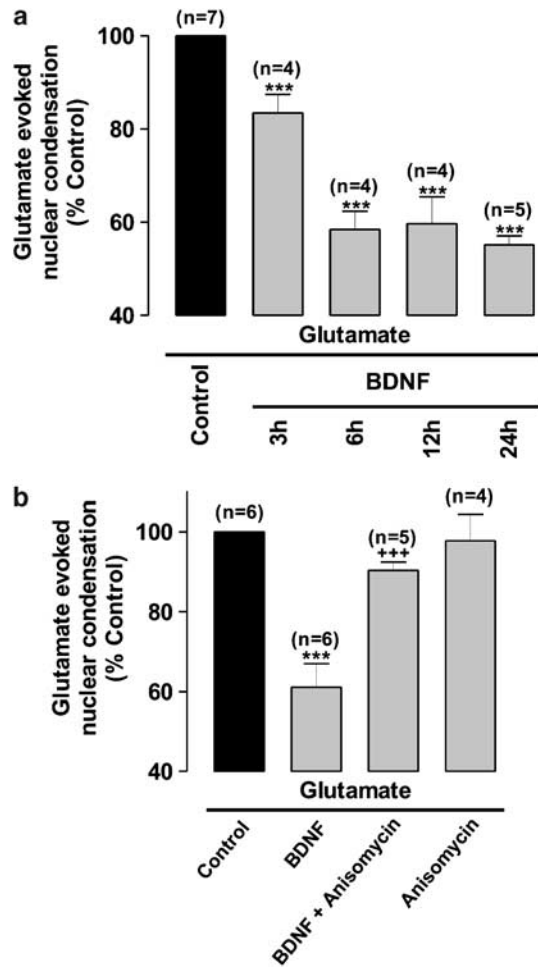 a
Glutamate evoked
nuclear condensation
(% Control)
100
80
60
40
(n=7)
(n=4)
***
(n=4)
***
(n=4)
***
(n=5)
***
Glutamate
Control
BDNF
3h
6h
12h
24h
b
Glutamate evoked
nuclear condensation
(% Control)
100
80
60
40
(n=6)
(n=6)
***
(n=5)
+++
(n=4)
Glutamate
Control
BDNF
BDNF + Anisomycin
Anisomycin